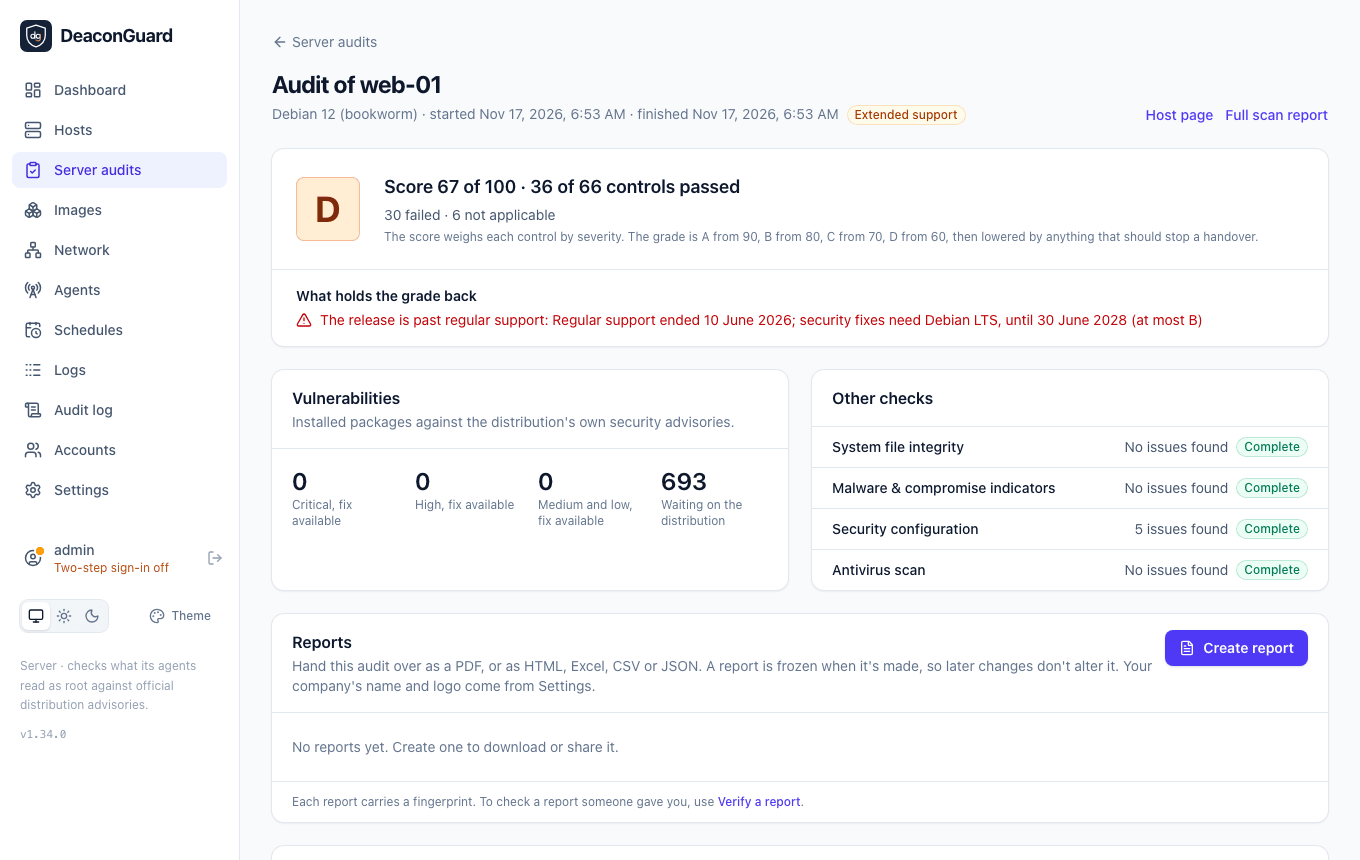 dg
DeaconGuard
Dashboard
Hosts
Server audits
Images
Network
Agents
Schedules
Logs
Audit log
Accounts
Settings
admin
Two-step sign-in off
Theme
Server · checks what its agents
read as root against official
distribution advisories.
v1.34.0
Server audits
Audit of web-01
Debian 12 (bookworm) · started Nov 17, 2026, 6:53 AM · finished Nov 17, 2026, 6:53 AM Extended support
Host page Full scan report
D
Score 67 of 100 · 36 of 66 controls passed
30 failed · 6 not applicable
The score weighs each control by severity. The grade is A from 90, B from 80, C from 70, D from 60, then lowered by anything that should stop a handover.
What holds the grade back
The release is past regular support: Regular support ended 10 June 2026; security fixes need Debian LTS, until 30 June 2028 (at most B)
Vulnerabilities
Installed packages against the distribution's own security advisories.
0
Critical, fix
available
0
High, fix available
0
Medium and low,
fix available
693
Waiting on the
distribution
Other checks
System file integrity No issues found Complete
Malware & compromise indicators No issues found Complete
Security configuration 5 issues found Complete
Antivirus scan No issues found Complete
Reports
Hand this audit over as a PDF, or as HTML, Excel, CSV or JSON. A report is frozen when it's made, so later changes don't alter it. Your
company's name and logo come from Settings.
Create report
No reports yet. Create one to download or share it.
Each report carries a fingerprint. To check a report someone gave you, use Verify a report.